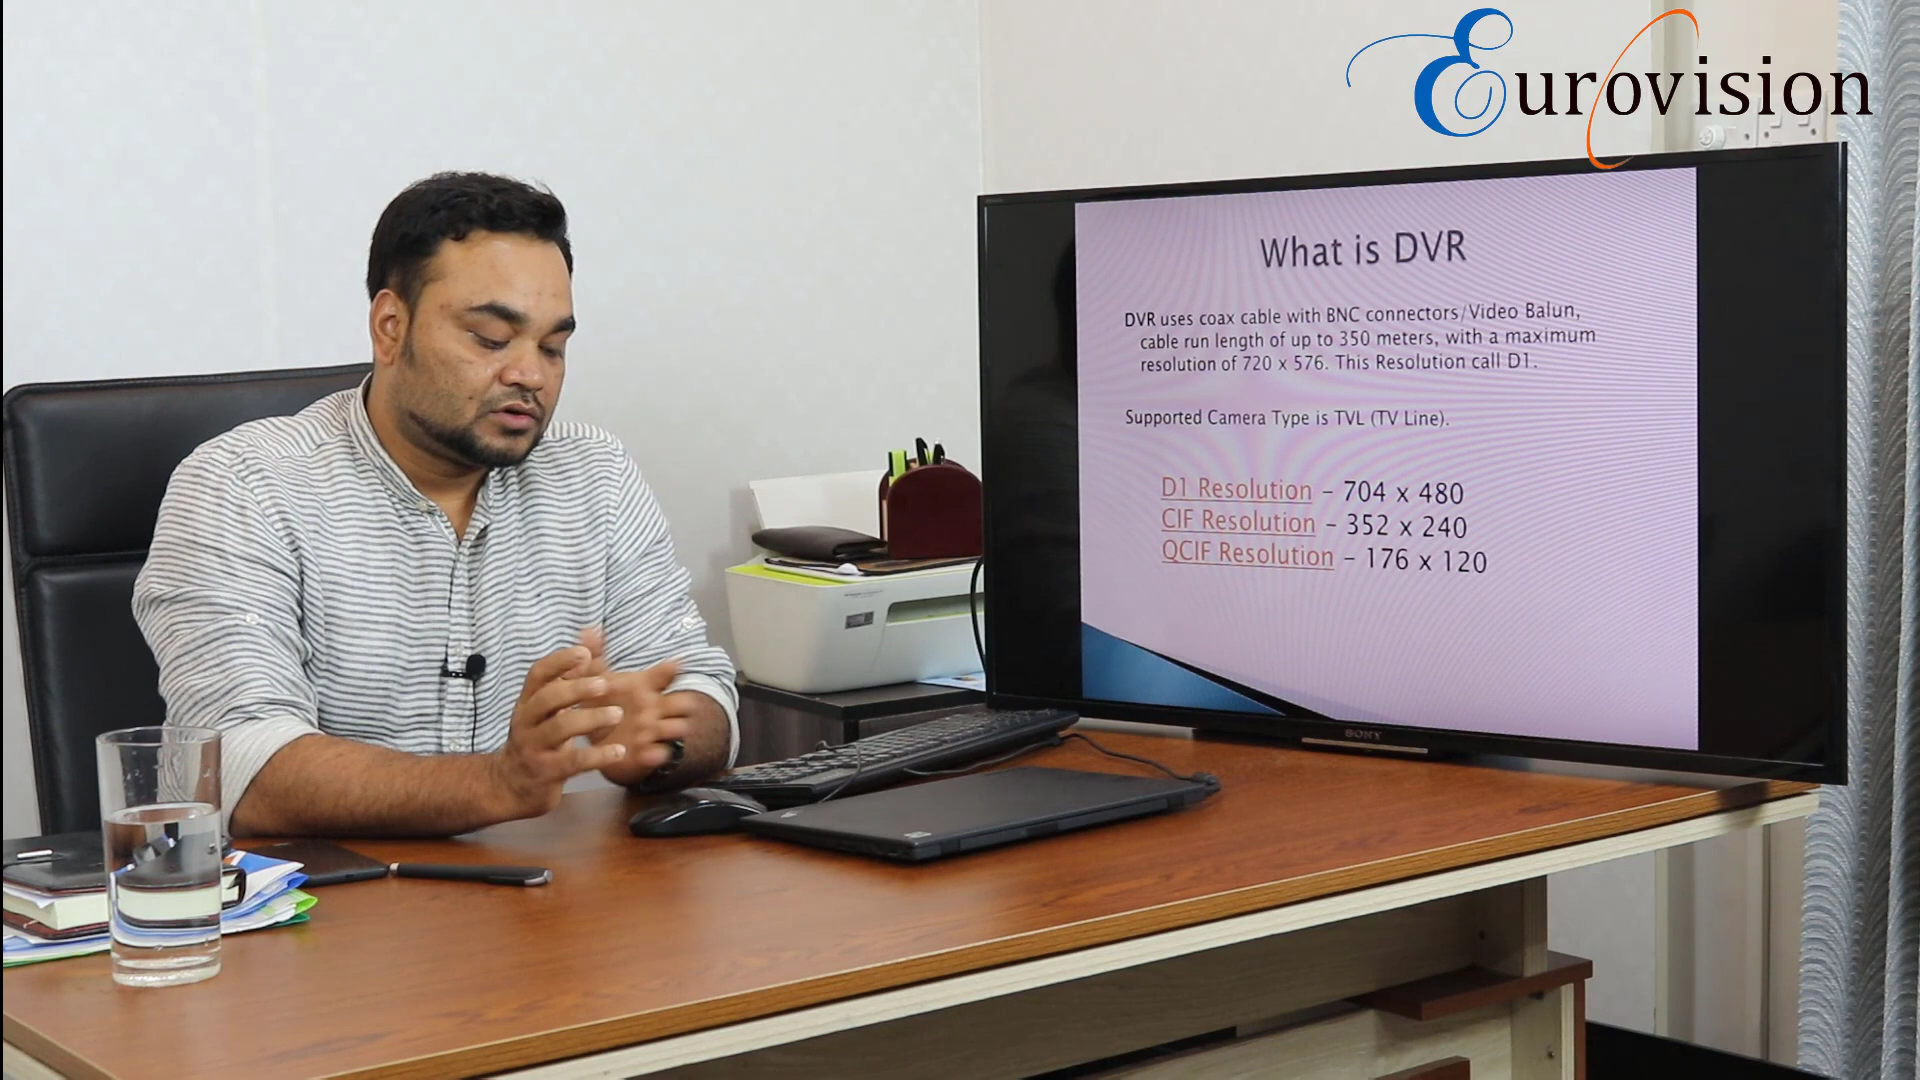 Eurovision
What is DVR
DVR uses coax cable with BNC connectors/Video Balun,
cable run length of up to 350 meters, with a maximum
resolution of 720 x 576. This Resolution call D1.
Supported Camera Type is TVL (TV Line).
D1 Resolution – 704 x 480
CIF Resolution – 352 x 240
QCIF Resolution – 176 x 120
SONY